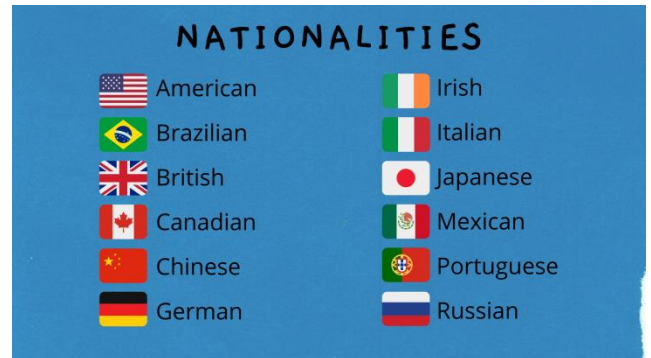 NATIONALITIES
American
Brazilian
British
Canadian
Chinese
German
Irish
Italian
Japanese
Mexican
Portuguese
Russian